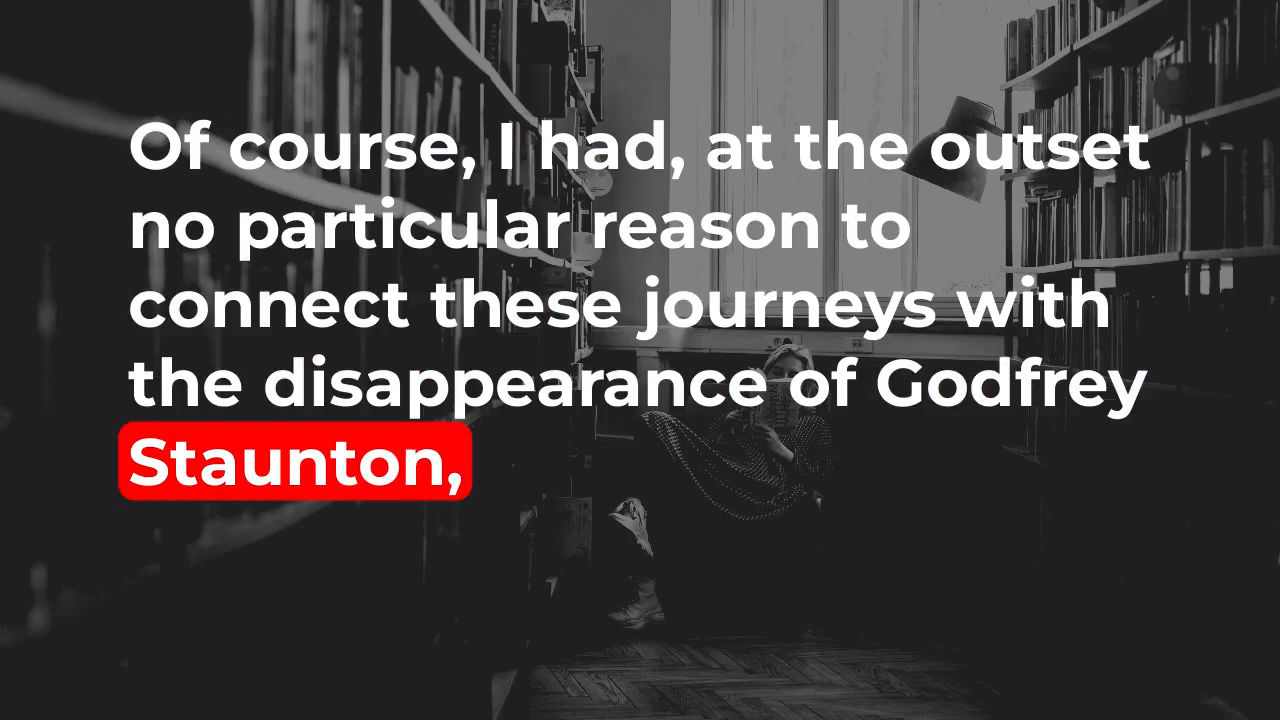 Of course, I had, at the outset
no particular reason to
connect these journeys with
the disappearance of Godfrey
Staunton,